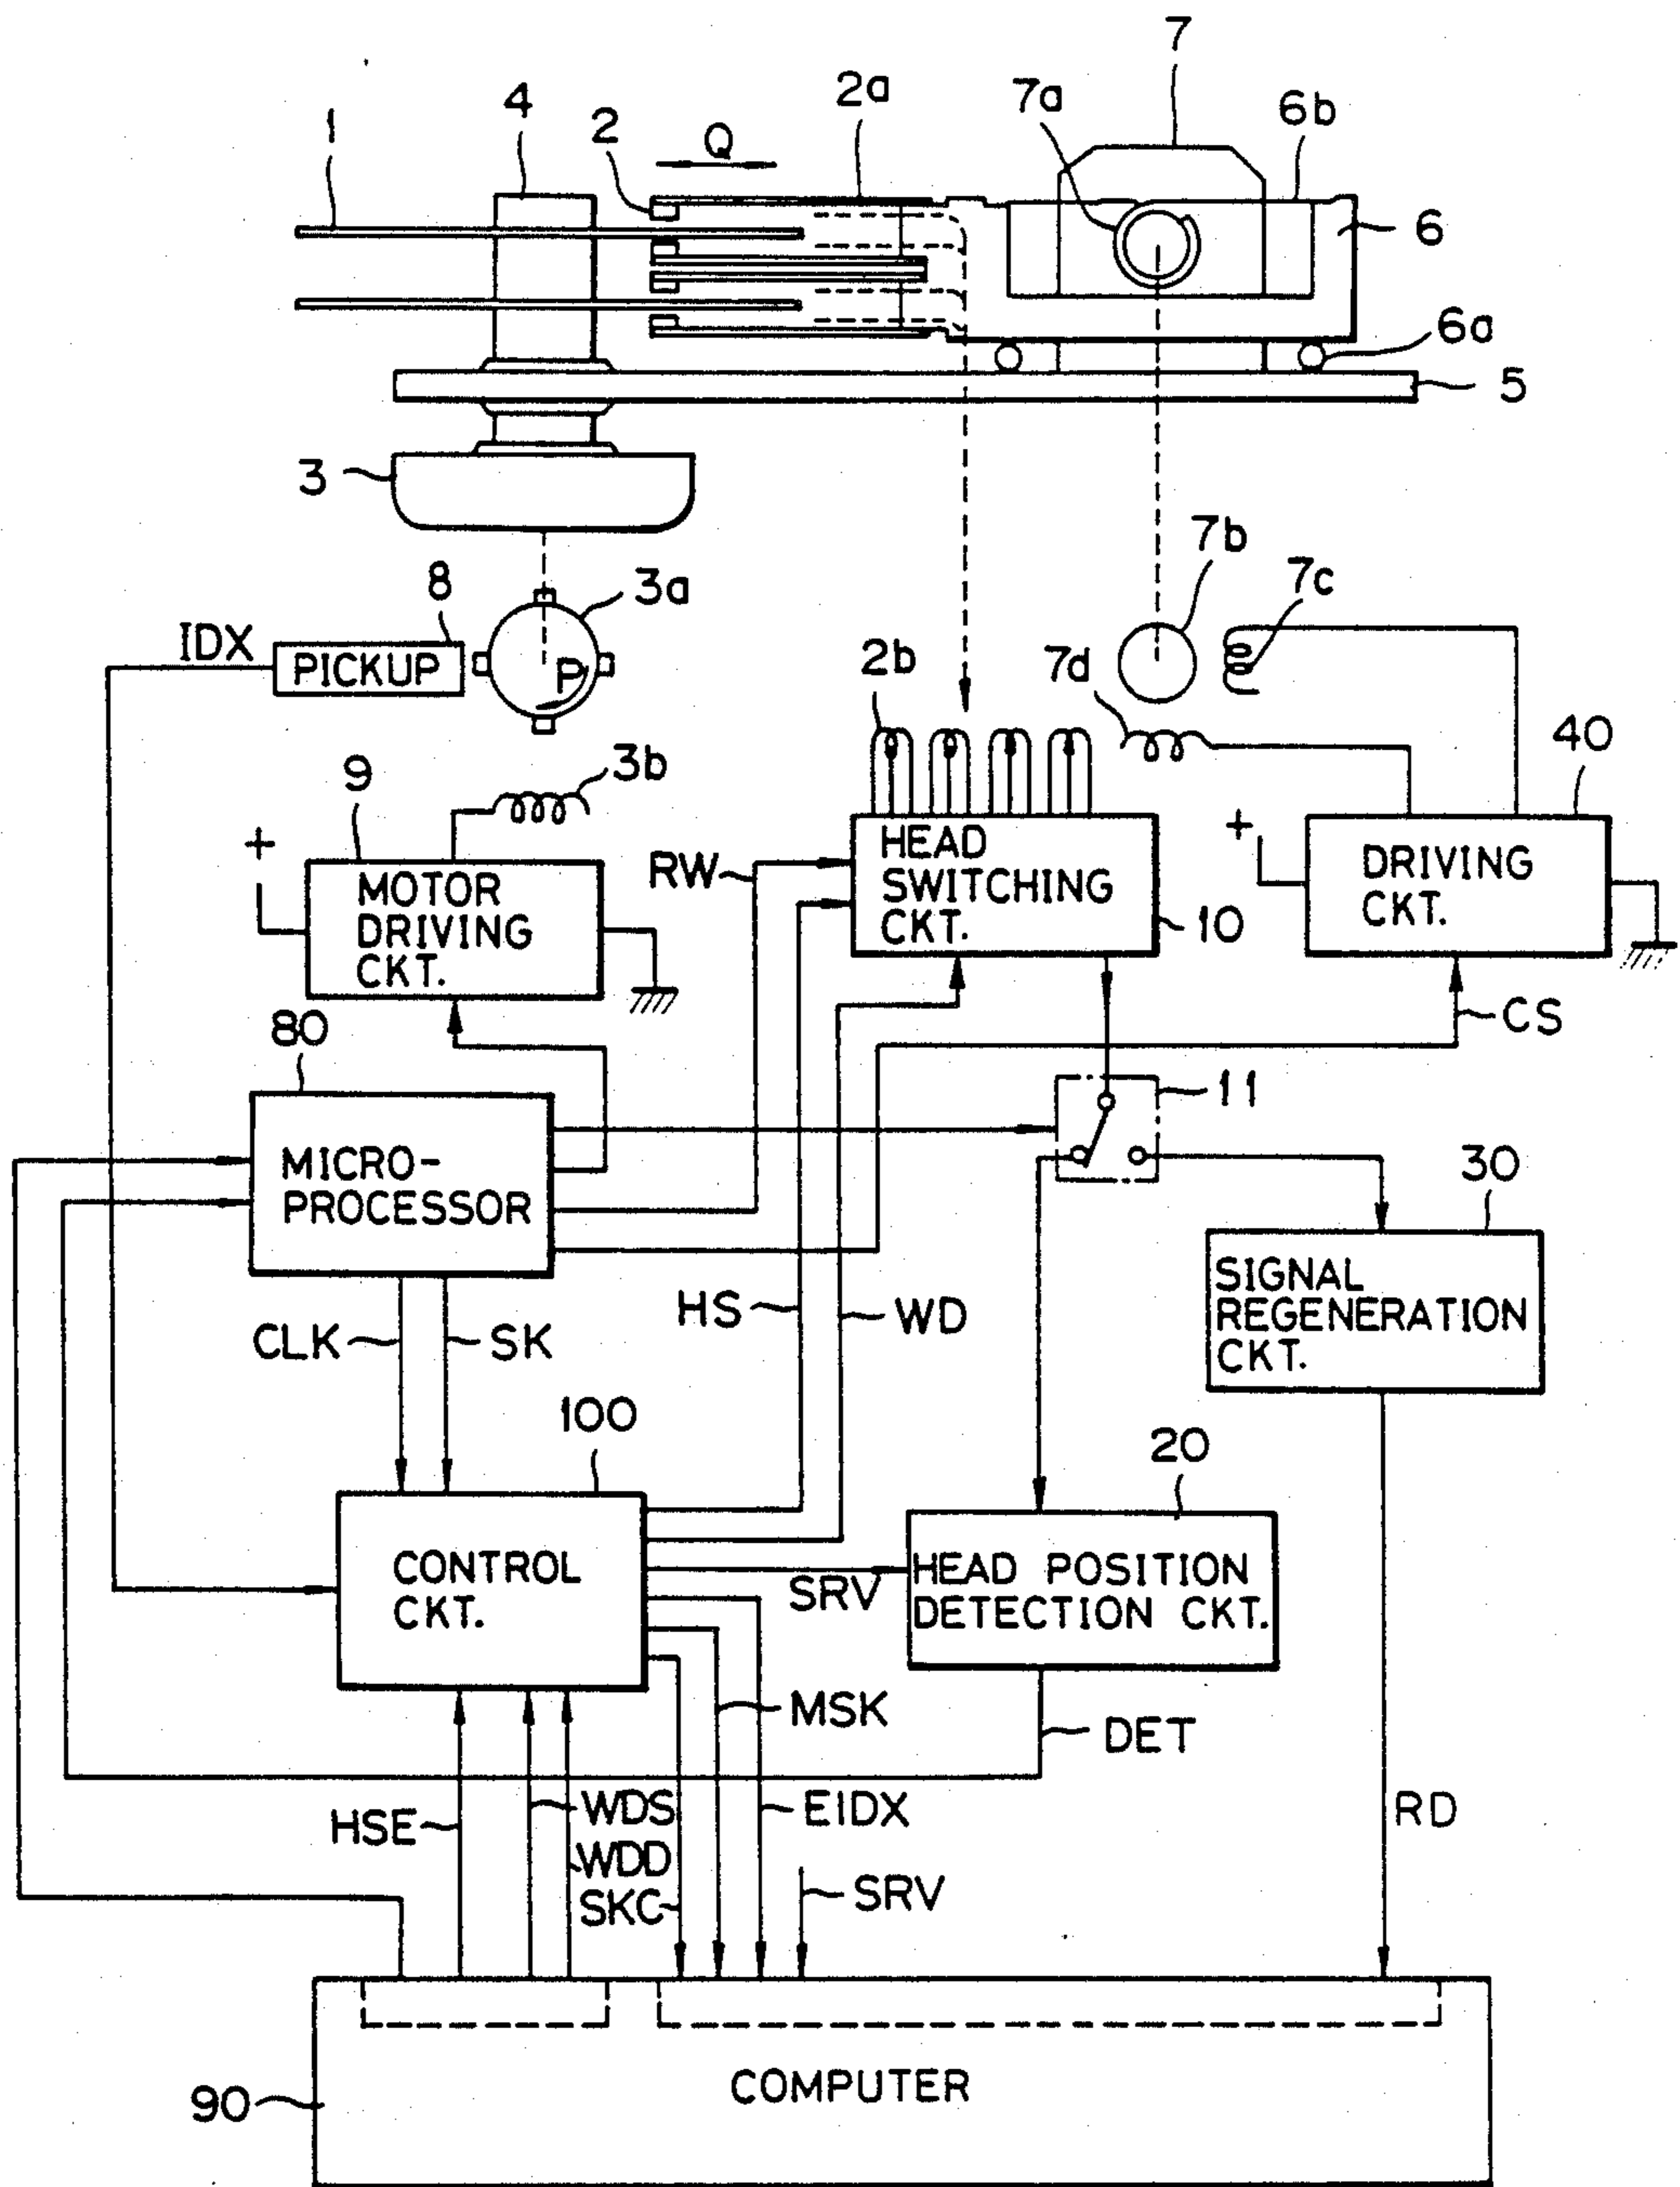 7
1
4
2
Q
2a
7a
6b
6
6a
5
3
7b
8
3a
7c
IDX
PICKUP
P
2b
7d
9
3b
40
+
MOTOR
DRIVING
CKT.
RW
HEAD
SWITCHING
CKT.
10
+
DRIVING
CKT.
CS
80
11
MICRO-
PROCESSOR
30
SIGNAL
REGENERATION
CKT.
CLK
SK
HS
WD
100
20
CONTROL
CKT.
SRV
HEAD POSITION
DETECTION CKT.
MSK
DET
HSE
WDS
WDD
SKC
EIDX
SRV
RD
90
COMPUTER